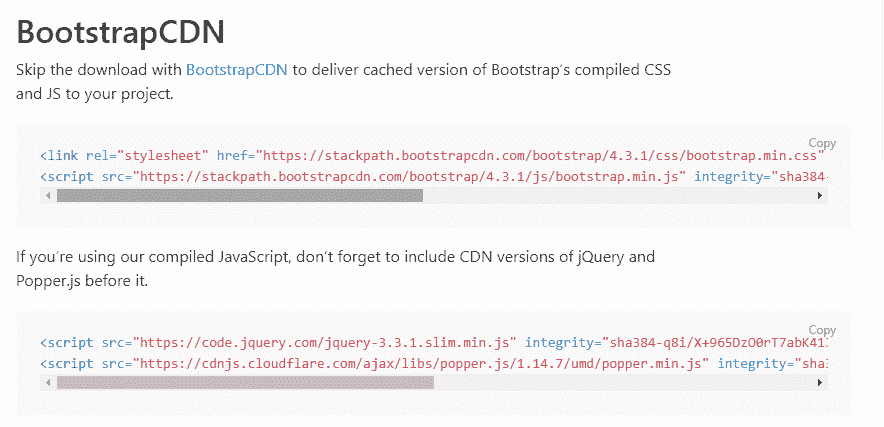 BootstrapCDN
Skip the download with BootstrapCDN to deliver cached version of Bootstrap's compiled CSS
and JS to your project.
Copy
<link rel="stylesheet" href="https://stackpath.bootstrapcdn.com/bootstrap/4.3.1/css/bootstrap.min.css"
<script src="https://stackpath.bootstrapcdn.com/bootstrap/4.3.1/js/bootstrap.min.js" integrity="sha384-
If you're using our compiled JavaScript, don't forget to include CDN versions of jQuery and
Popper.js before it.
Copy
<script src="https://code.jquery.com/jquery-3.3.1.slim.min.js" integrity="sha384-q8i/X+965DzO0rT7abK41
<script src="https://cdnjs.cloudflare.com/ajax/libs/popper.js/1.14.7/umd/popper.min.js" integrity="sha